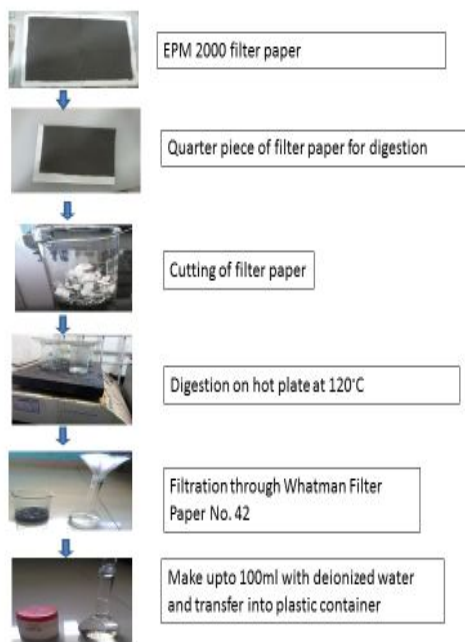 EPM 2000 filter paper
Quarter piece of filter paper for digestion
Cutting of filter paper
Digestion on hot plate at 120°C
Filtration through Whatman Filter
Paper No. 42
Make upto 100ml with deionized water
and transfer into plastic container